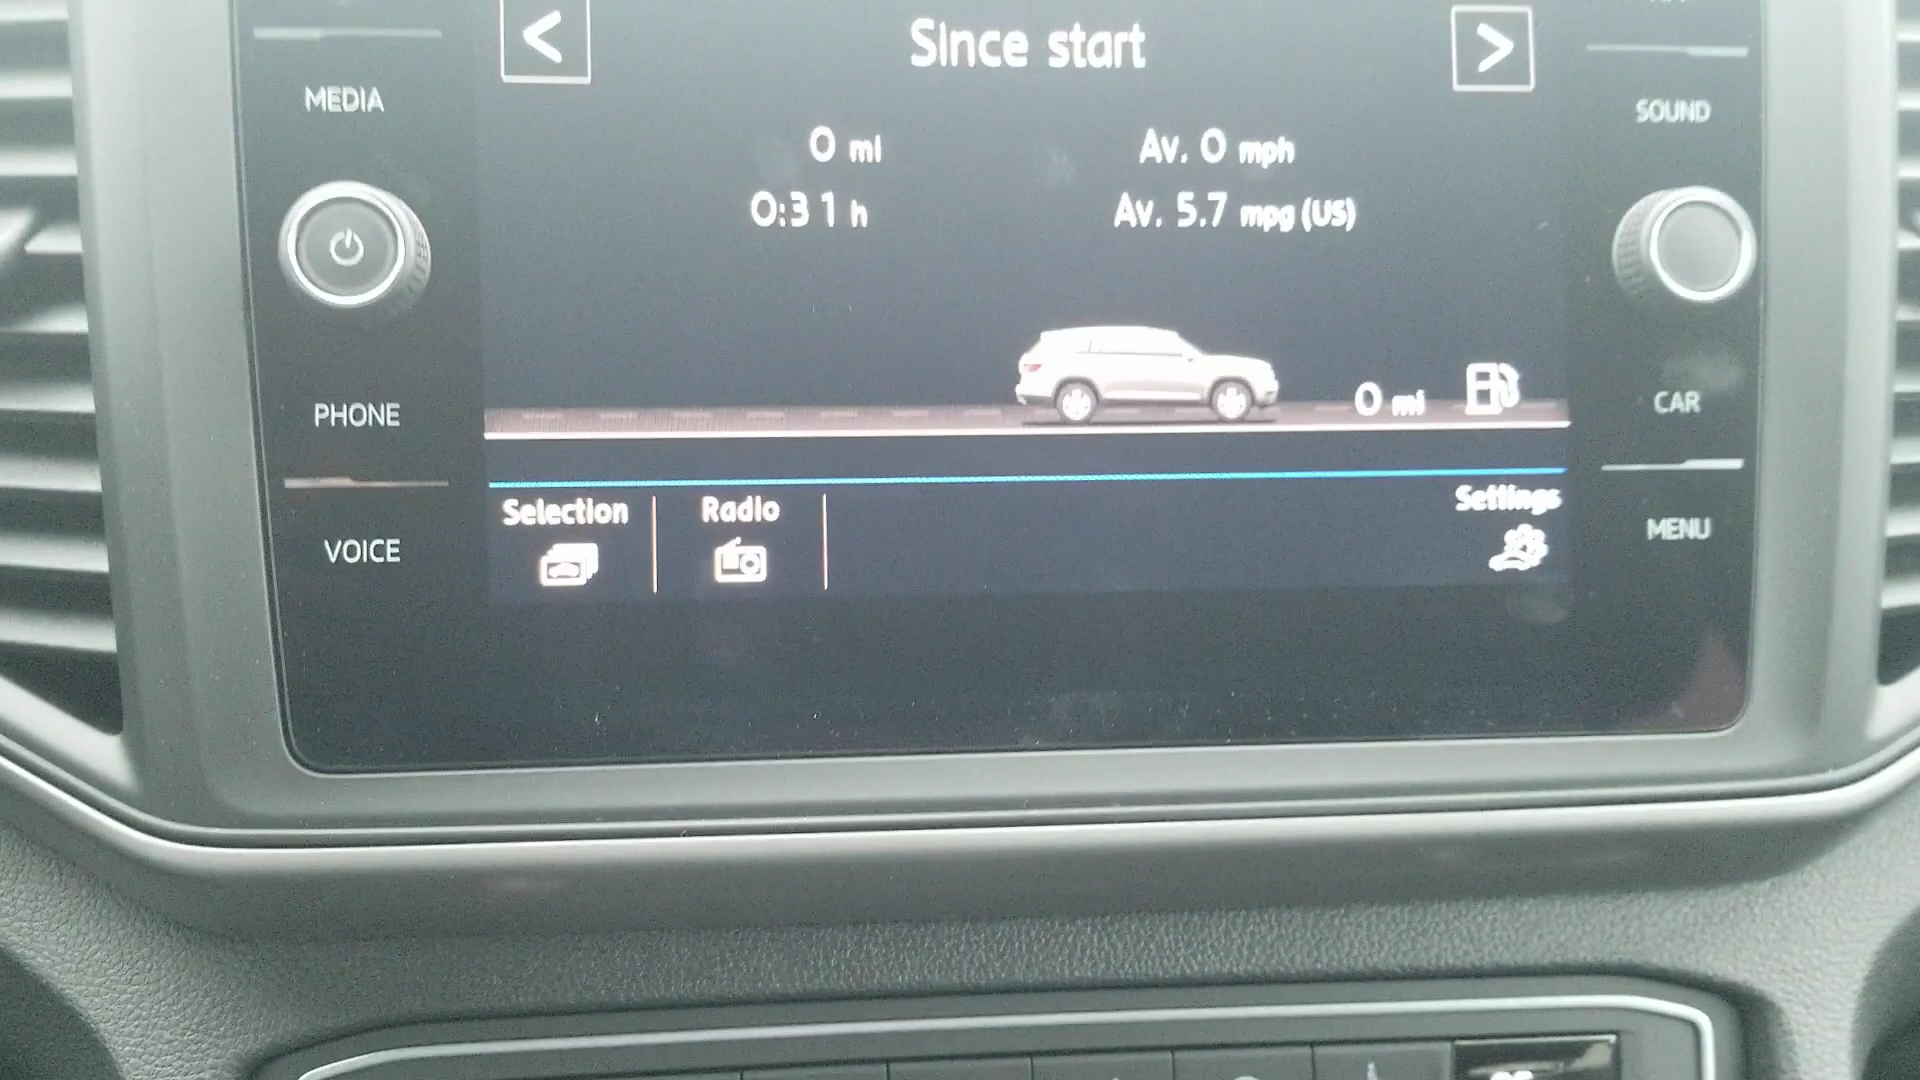 < Since start >
MEDIA
SOUND
0 mi
Av. 0 mph
0:31 h
Av. 5.7 mpg (US)
0 mi
PHONE
CAR
Selection
Radio
Settings
VOICE
MENU